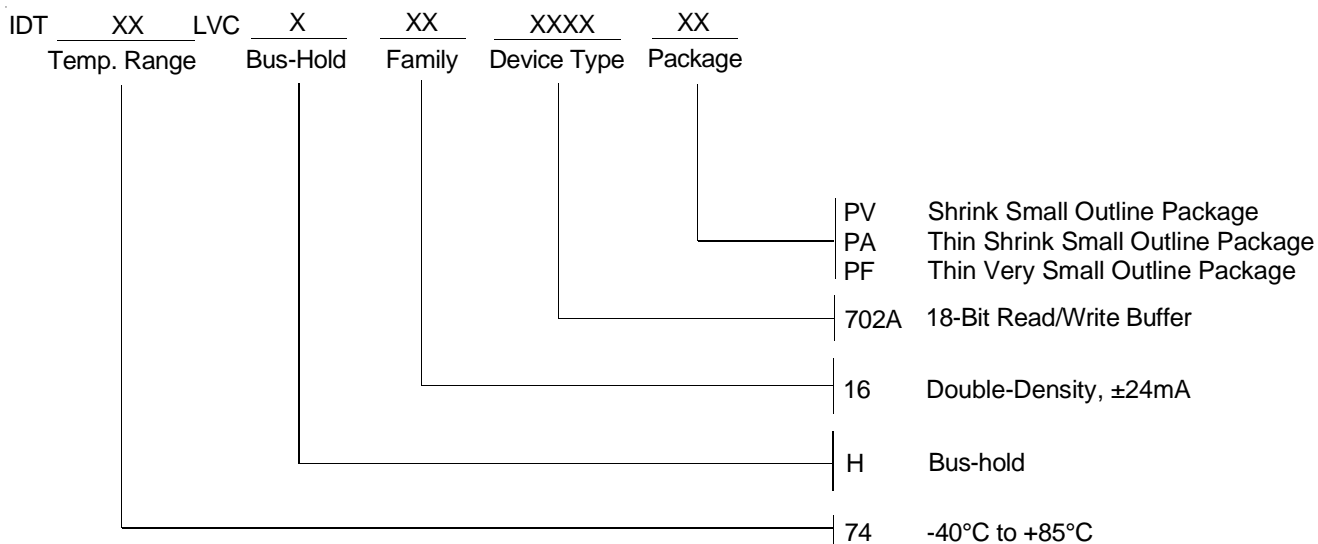 IDT XX LVC X XX XXXX XX
Temp. Range Bus-Hold Family Device Type Package
PV Shrink Small Outline Package
PA Thin Shrink Small Outline Package
PF Thin Very Small Outline Package
702A 18-Bit Read/Write Buffer
16 Double-Density, ±24mA
H Bus-hold
74 -40°C to +85°C